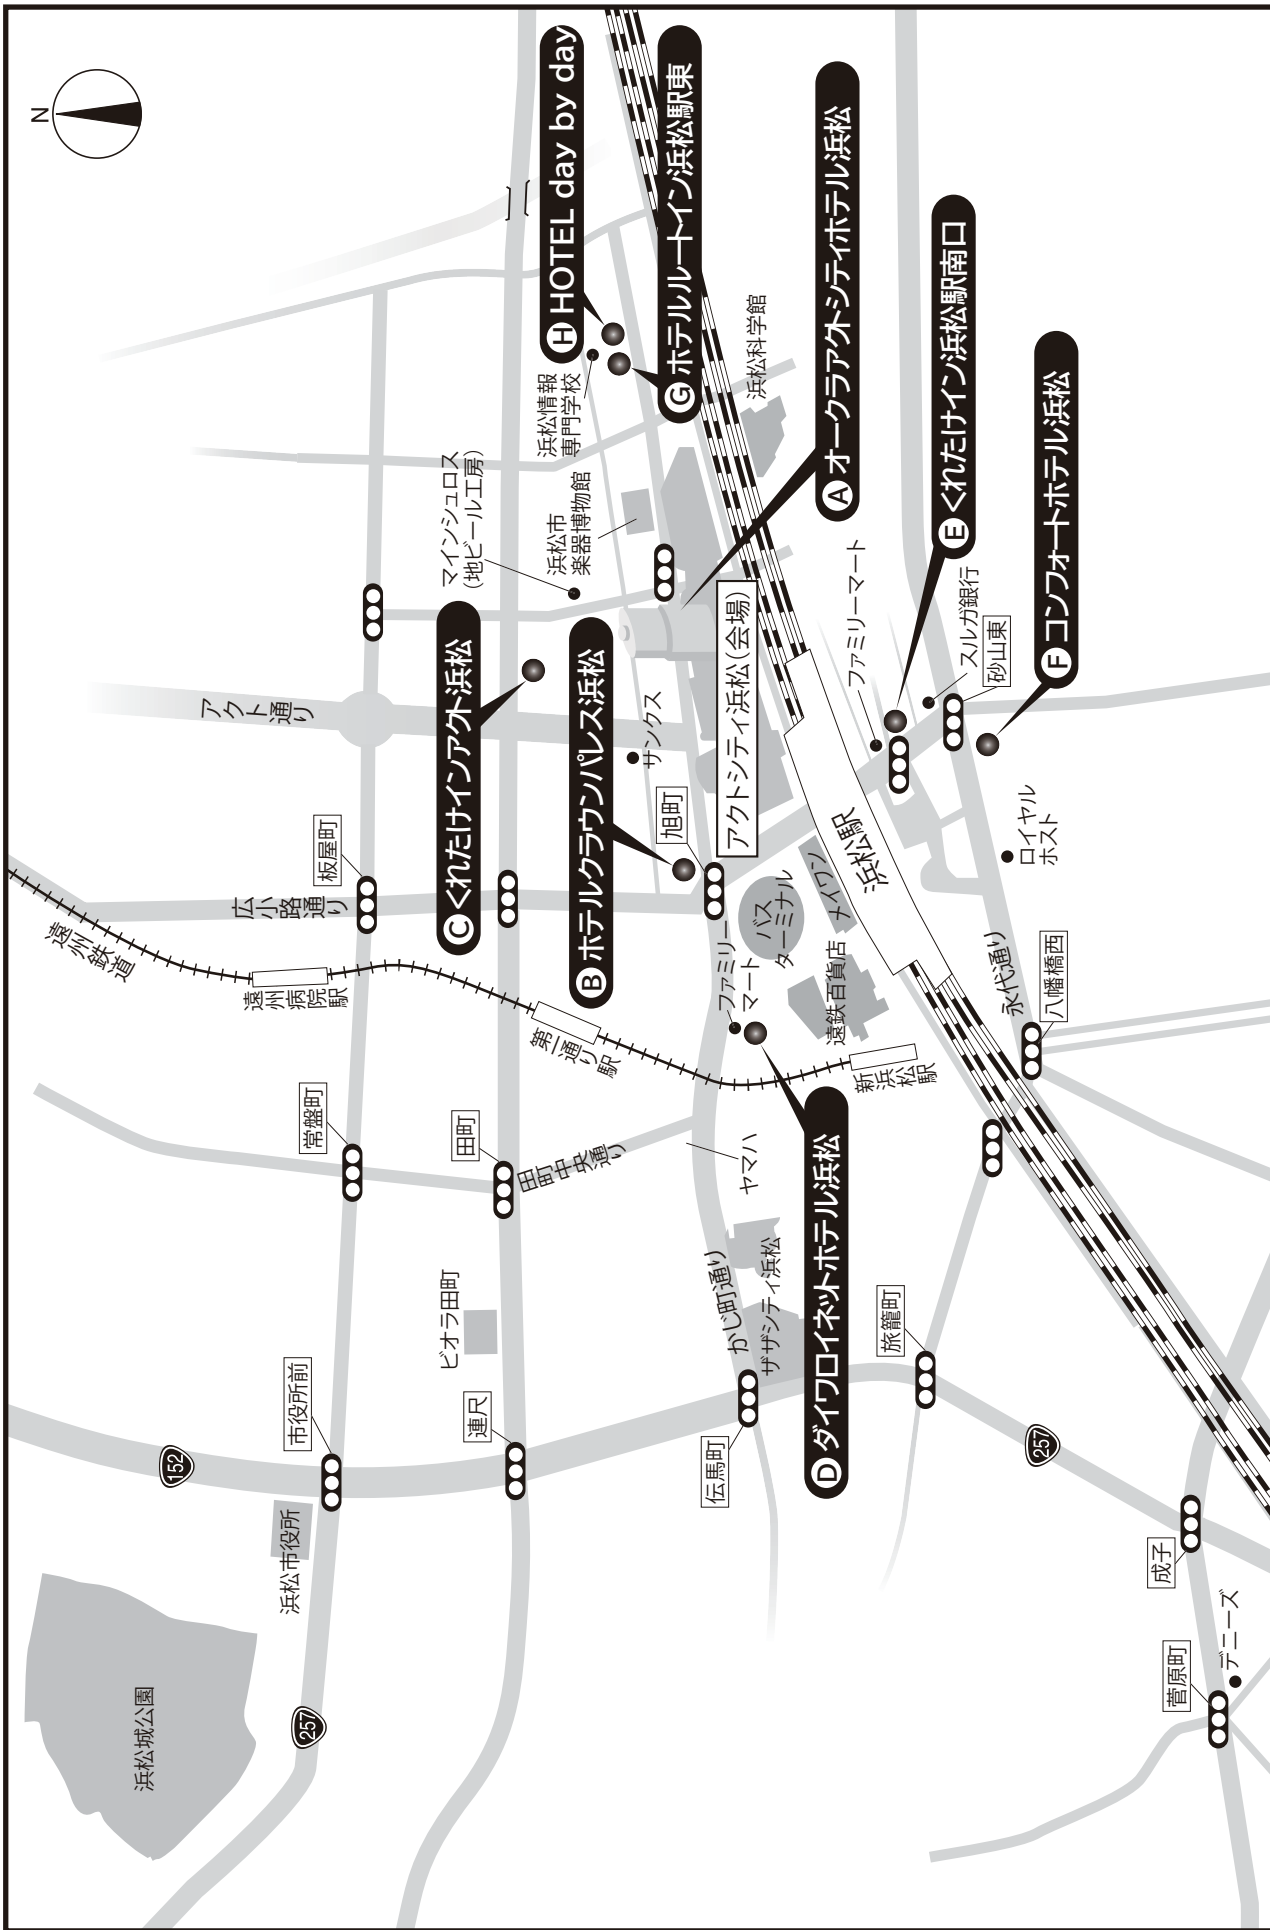 N
浜松城公園
152
257
浜松市役所
市役所前
常盤町
遠州鉄道
遠州病院駅
広小路通り
板屋町
アクト通り
ビオラ田町
連尺
田町
田町中央通り
第一通り駅
C くれたけインアクト浜松
マインシュロス
(地ビール工房)
浜松市
楽器博物館
浜松情報
専門学校
H HOTEL day by day
G ホテルルートイン浜松駅東
B ホテルクラウンパレス浜松
サンクス
旭町
アクトシティ浜松(会場)
浜松科学館
A オークラアクトシティホテル浜松
伝馬町
かじ町通り
ザザシティ浜松
ヤマハ
ファミリー
マート
バス
ターミナル
メイワン
遠鉄百貨店
新浜松駅
浜松駅
D ダイワロイネットホテル浜松
旅籠町
ファミリーマート
E くれたけイン浜松駅南口
スルガ銀行
砂山東
F コンフォートホテル浜松
ロイヤル
ホスト
永代通り
八幡橋西
257
成子
菅原町
デニーズ